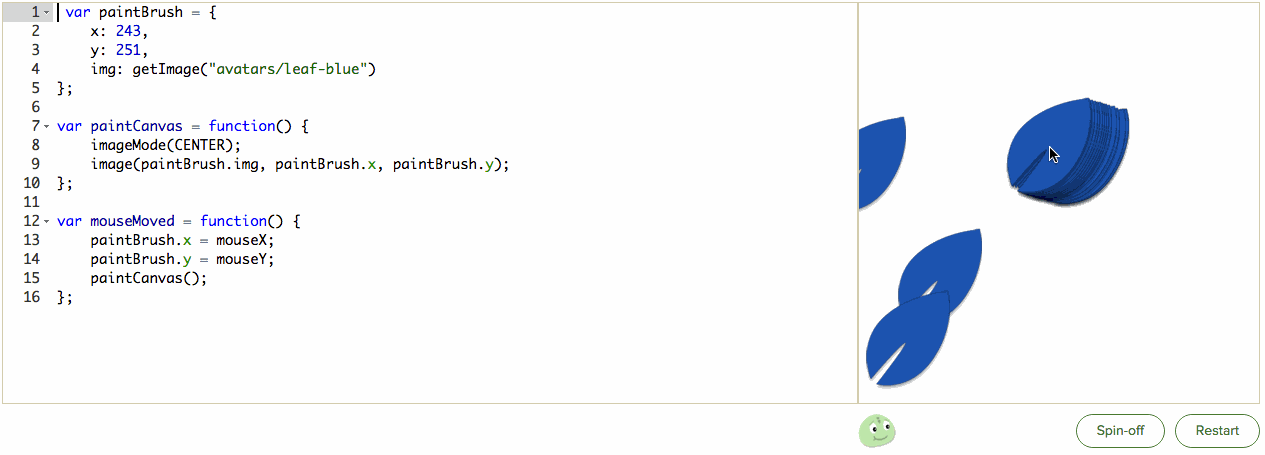 1 var paintBrush = {
2 x: 243,
3 y: 251,
4 img: getImage("avatars/leaf-blue")
5 };
6
7 var paintCanvas = function() {
8 imageMode(CENTER);
9 image(paintBrush.img, paintBrush.x, paintBrush.y);
10 };
11
12 var mouseMoved = function() {
13 paintBrush.x = mouseX;
14 paintBrush.y = mouseY;
15 paintCanvas();
16 };
Spin-off
Restart